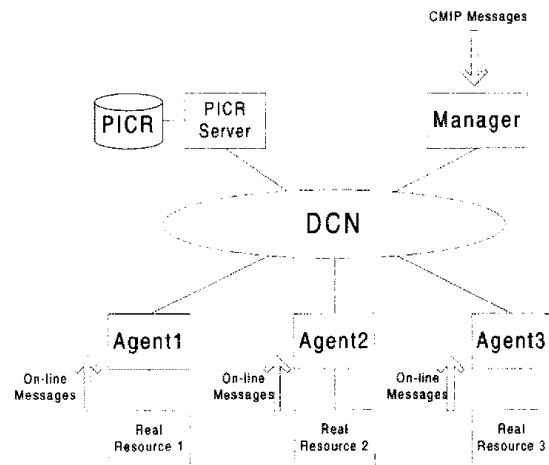 CMIP Messages
PICR
PICR
Server
Manager
DCN
Agent1
Agent2
Agent3
On-line
Messages
On-line
Messages
On-line
Messages
Real
Resource 1
Real
Resource 2
Real
Resource 3